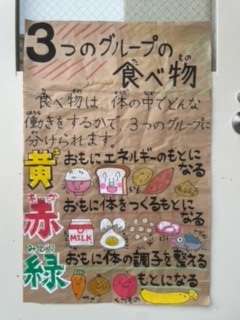 3つのグループの
食べ物
食べ物は、体の中でどんな
働きをするかで、3つのグループに
分けられます。
黄 おもにエネルギーのもとに
なる
赤 おもに体をつくるもとに
なる
MILK
緑 おもに体の調子を整える
もとになる